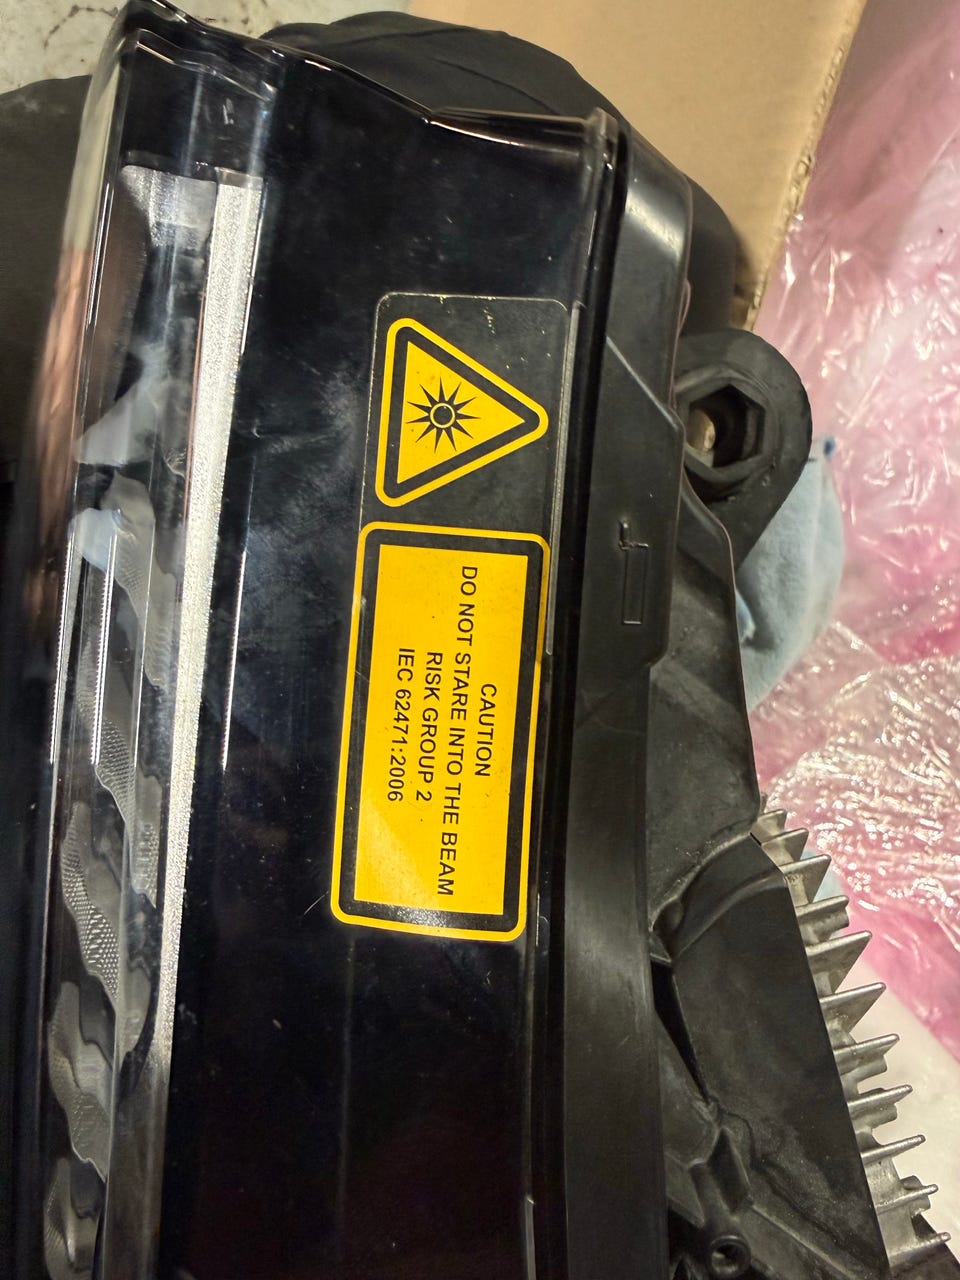 CAUTION
DO NOT STARE INTO THE BEAM
RISK GROUP 2
IEC 62471:2006